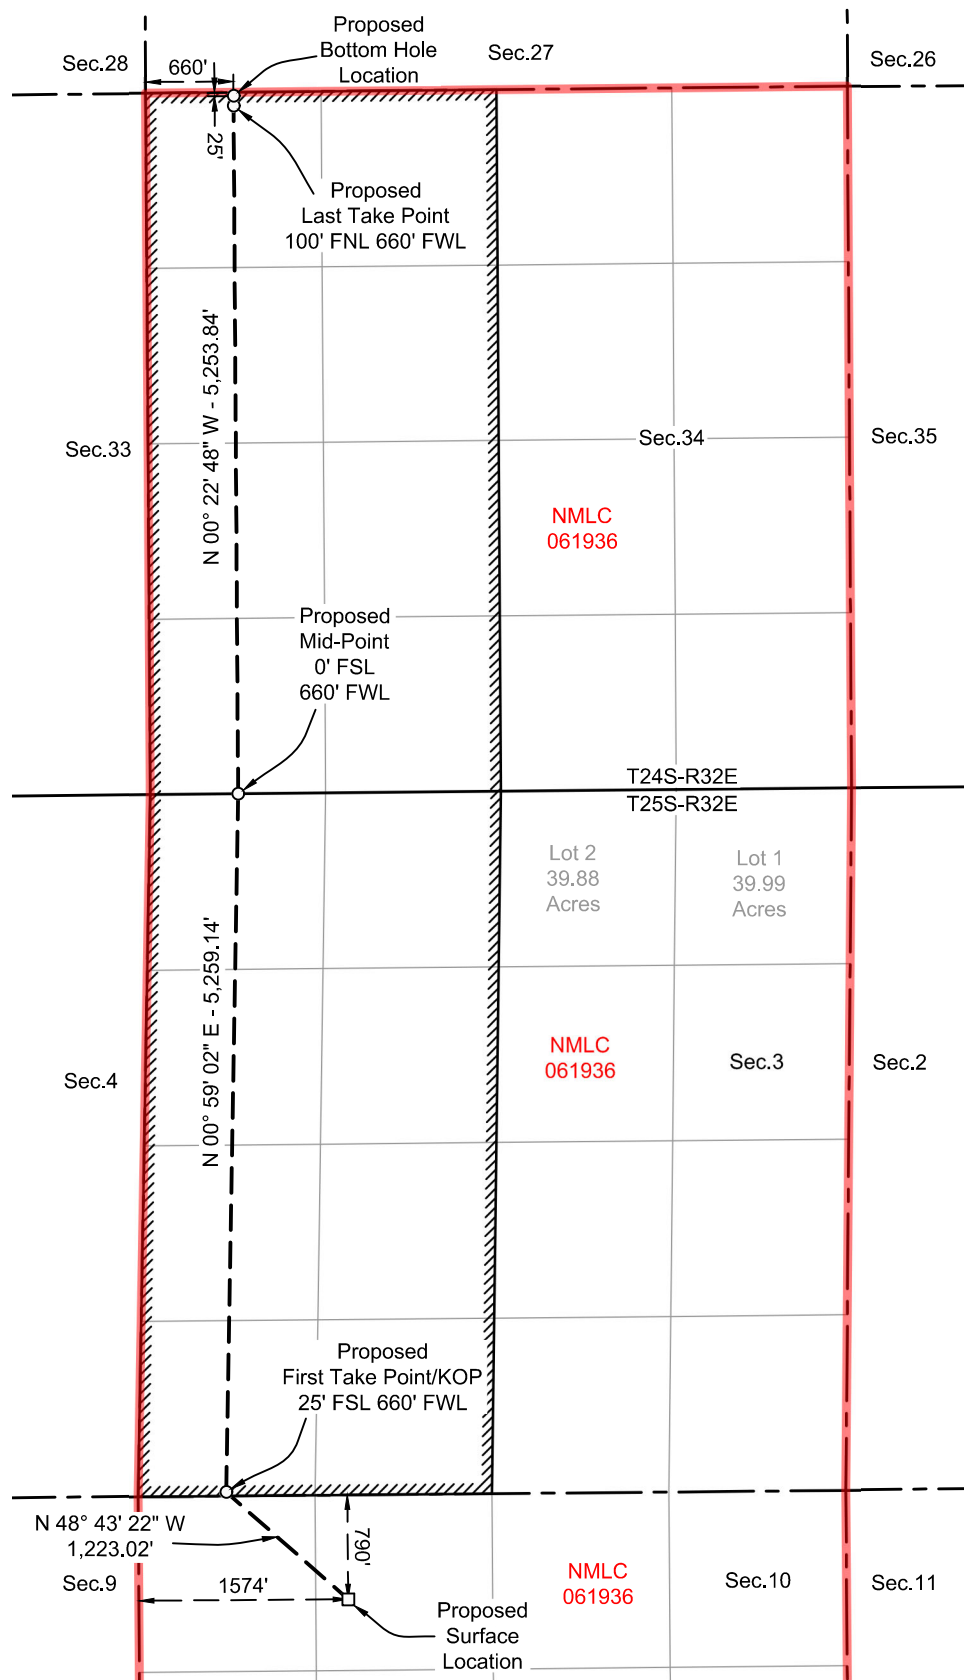 Proposed
Bottom Hole
Location
Sec.28
660'
Sec.27
Sec.26
25'
Proposed
Last Take Point
100' FNL 660' FWL
N 00° 22' 48" W - 5,253.84'
Sec.33
Sec.34
Sec.35
NMLC
061936
Proposed
Mid-Point
0' FSL
660' FWL
T24S-R32E
T25S-R32E
Lot 2
39.88
Acres
Lot 1
39.99
Acres
N 00° 59' 02" E - 5,259.14'
NMLC
061936
Sec.4
Sec.3
Sec.2
Proposed
First Take Point/KOP
25' FSL 660' FWL
N 48° 43' 22" W
1,223.02'
790'
Sec.9
1574'
NMLC
061936
Sec.10
Sec.11
Proposed
Surface
Location